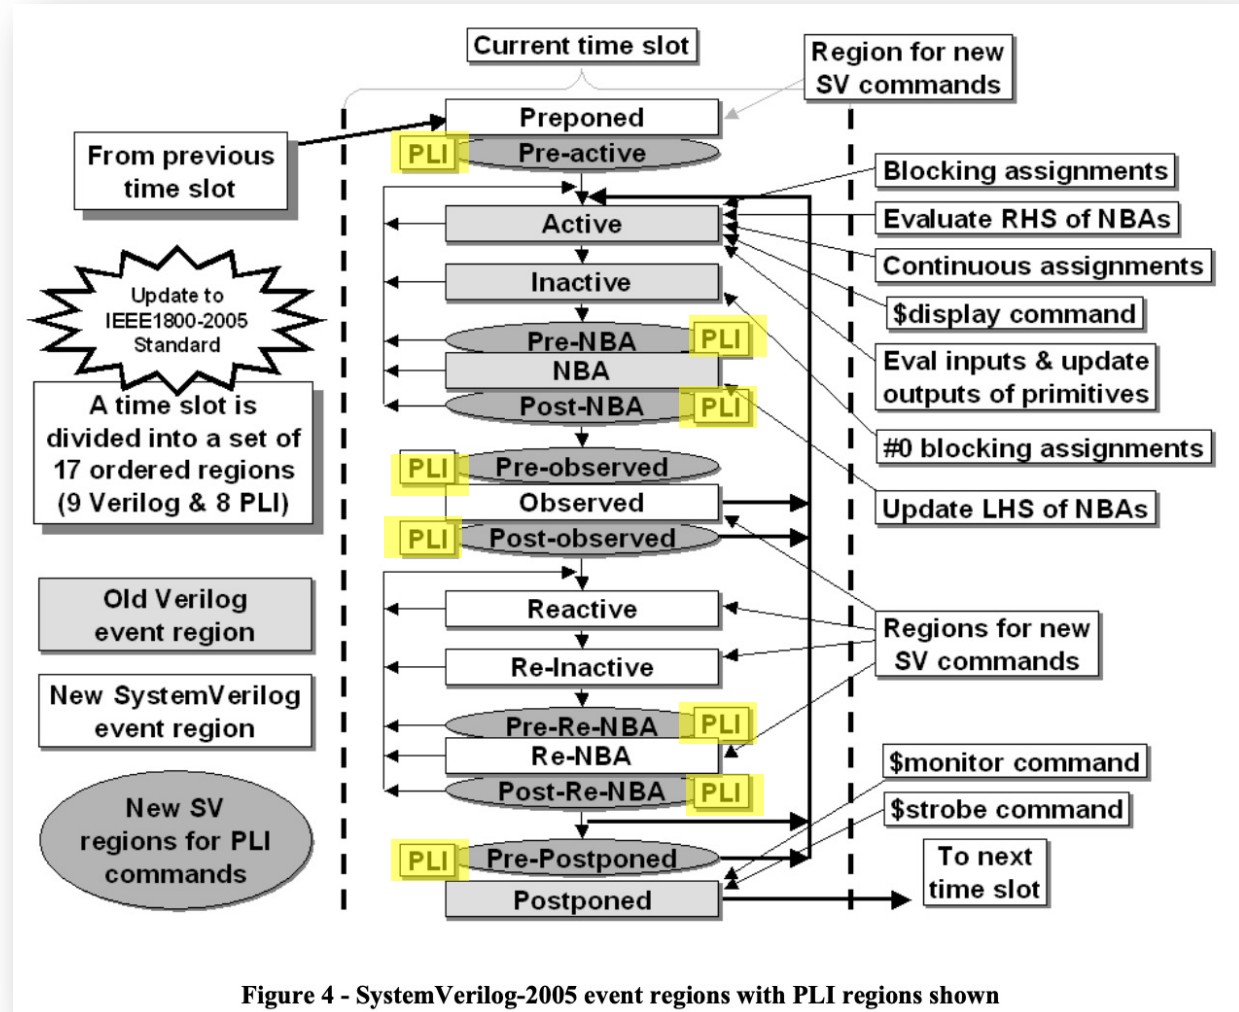 Current time slot
Region for new
SV commands
Preponed
From previous
time slot
PLI
Pre-active
Blocking assignments
Active
Evaluate RHS of NBAs
Continuous assignments
Inactive
Update to
IEEE1800-2005
Standard
$display command
Pre-NBA
PLI
Eval inputs & update
outputs of primitives
NBA
A time slot is
divided into a set of
17 ordered regions
(9 Verilog & 8 PLI)
Post-NBA
PLI
#0 blocking assignments
PLI
Pre-observed
Observed
Update LHS of NBAs
PLI
Post-observed
Old Verilog
event region
Reactive
Regions for new
SV commands
Re-Inactive
New SystemVerilog
event region
Pre-Re-NBA
PLI
Re-NBA
$monitor command
Post-Re-NBA
PLI
$strobe command
New SV
regions for PLI
commands
PLI
Pre-Postponed
To next
time slot
Postponed
Figure 4 - SystemVerilog-2005 event regions with PLI regions shown